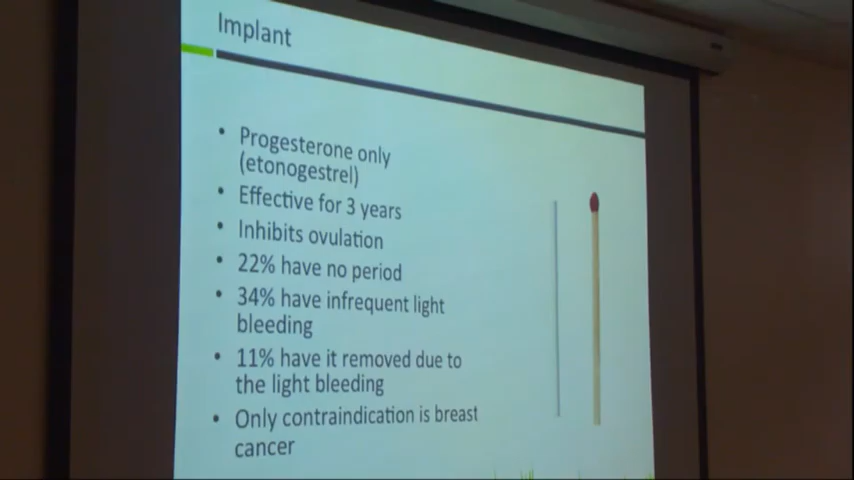 Implant
• Progesterone only
(etonogestrel)
• Effective for 3 years
• Inhibits ovulation
• 22% have no period
• 34% have infrequent light
bleeding
• 11% have it removed due to
the light bleeding
• Only contraindication is breast
cancer